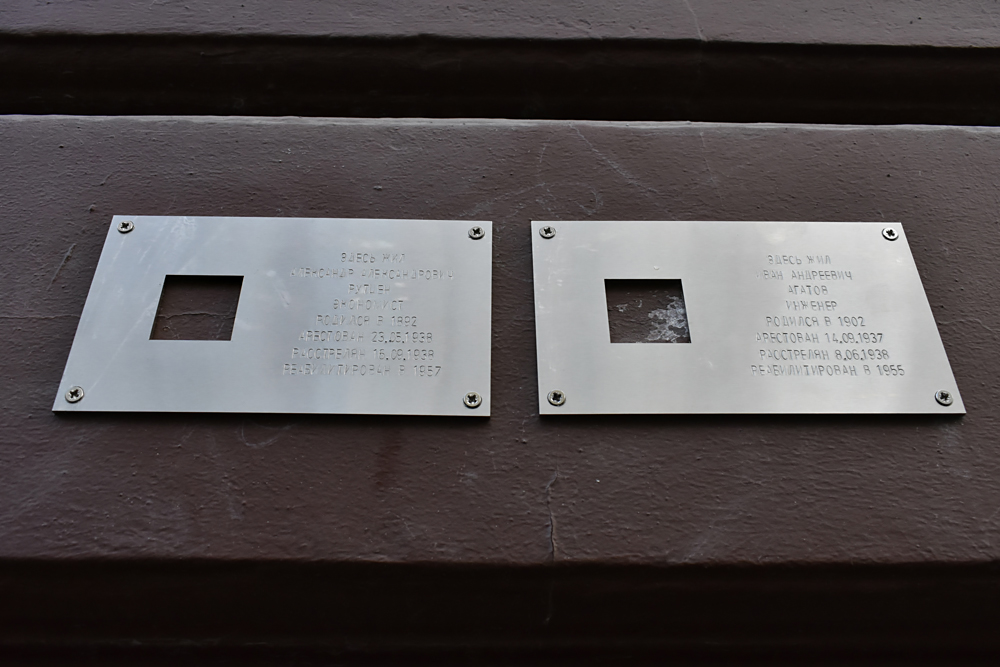 ЗДЕСЬ ЖИЛ
АЛЕКСАНДР АЛЕКСАНДРОВИЧ
ЭКОНОМИСТ
РОДИЛСЯ В 1892
АРЕСТОВАН 23.05.1938
РАССТРЕЛЯН 16.09.1938
РЕАБИЛИТИРОВАН В 1957
ЗДЕСЬ ЖИЛ
ИВАН АНДРЕЕВИЧ
АГАТОВ
ИНЖЕНЕР
РОДИЛСЯ В 1902
АРЕСТОВАН 14.09.1937
РАССТРЕЛЯН 8.06.1938
РЕАБИЛИТИРОВАН В 1955